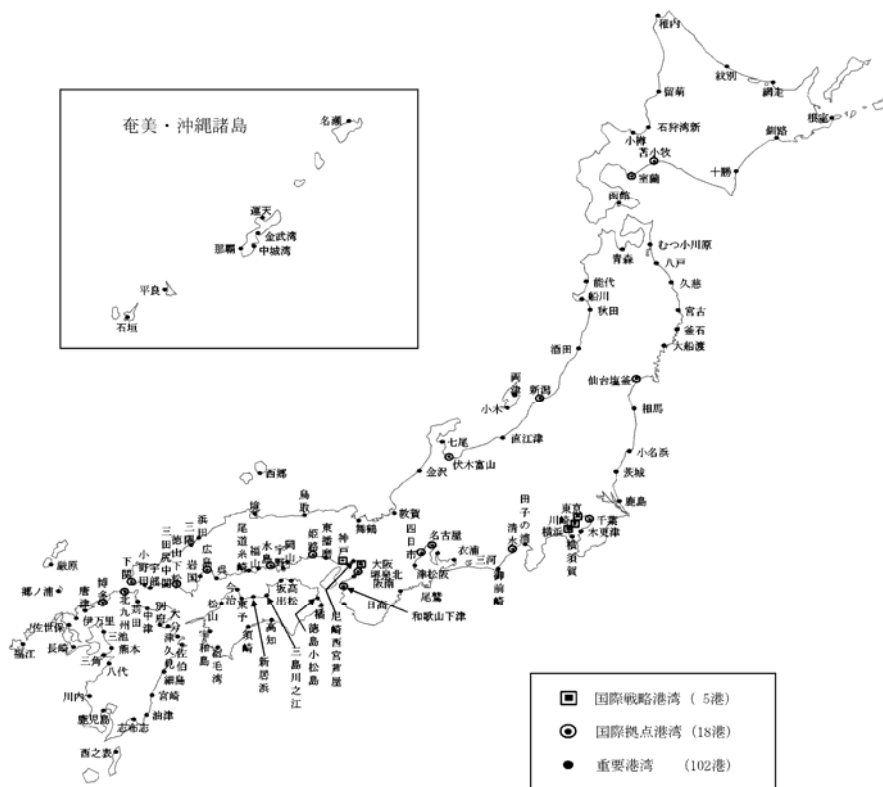 奄美・沖縄諸島
名瀬
運天
金武湾
那覇
中城湾
平良
石垣
稚内
紋別
網走
留萌
根室
石狩湾新
釧路
小樽
苫小牧
十勝
室蘭
函館
むつ小川原
青森
八戸
能代
久慈
船川
秋田
宮古
釜石
大船渡
酒田
仙台塩釜
両津
新潟
小木
相馬
七尾
直江津
伏木富山
小名浜
金沢
茨城
西郷
鹿島
境
鳥取
敦賀
舞鶴
田子の浦
東京
川崎
千葉
横浜
木更津
横須賀
清水
四日市
名古屋
衣浦
三河
御前崎
津松阪
尾鷲
浜田
三隅
三田尻中関
徳山下松
岩国
広島
呉
尾道糸崎
福山
水島
宇野
岡山
姫路
東播磨
神戸
大阪
堺泉北
阪南
日高
和歌山下津
厳原
郷ノ浦
下関
小野田
宇部
博多
唐津
北九州
苅田
中津
別府
大分
津久見
佐伯
細島
松山
今治
東予
坂出
高松
橘
徳島小松島
尼崎西宮芦屋
高知
須崎
宇和島
宿毛湾
新居浜
三島川之江
伊万里
佐世保
福江
長崎
三池
熊本
三角
八代
川内
宮崎
油津
鹿児島
志布志
西之表
国際戦略港湾 ( 5港)
国際拠点港湾 (18港)
重要港湾 (102港)